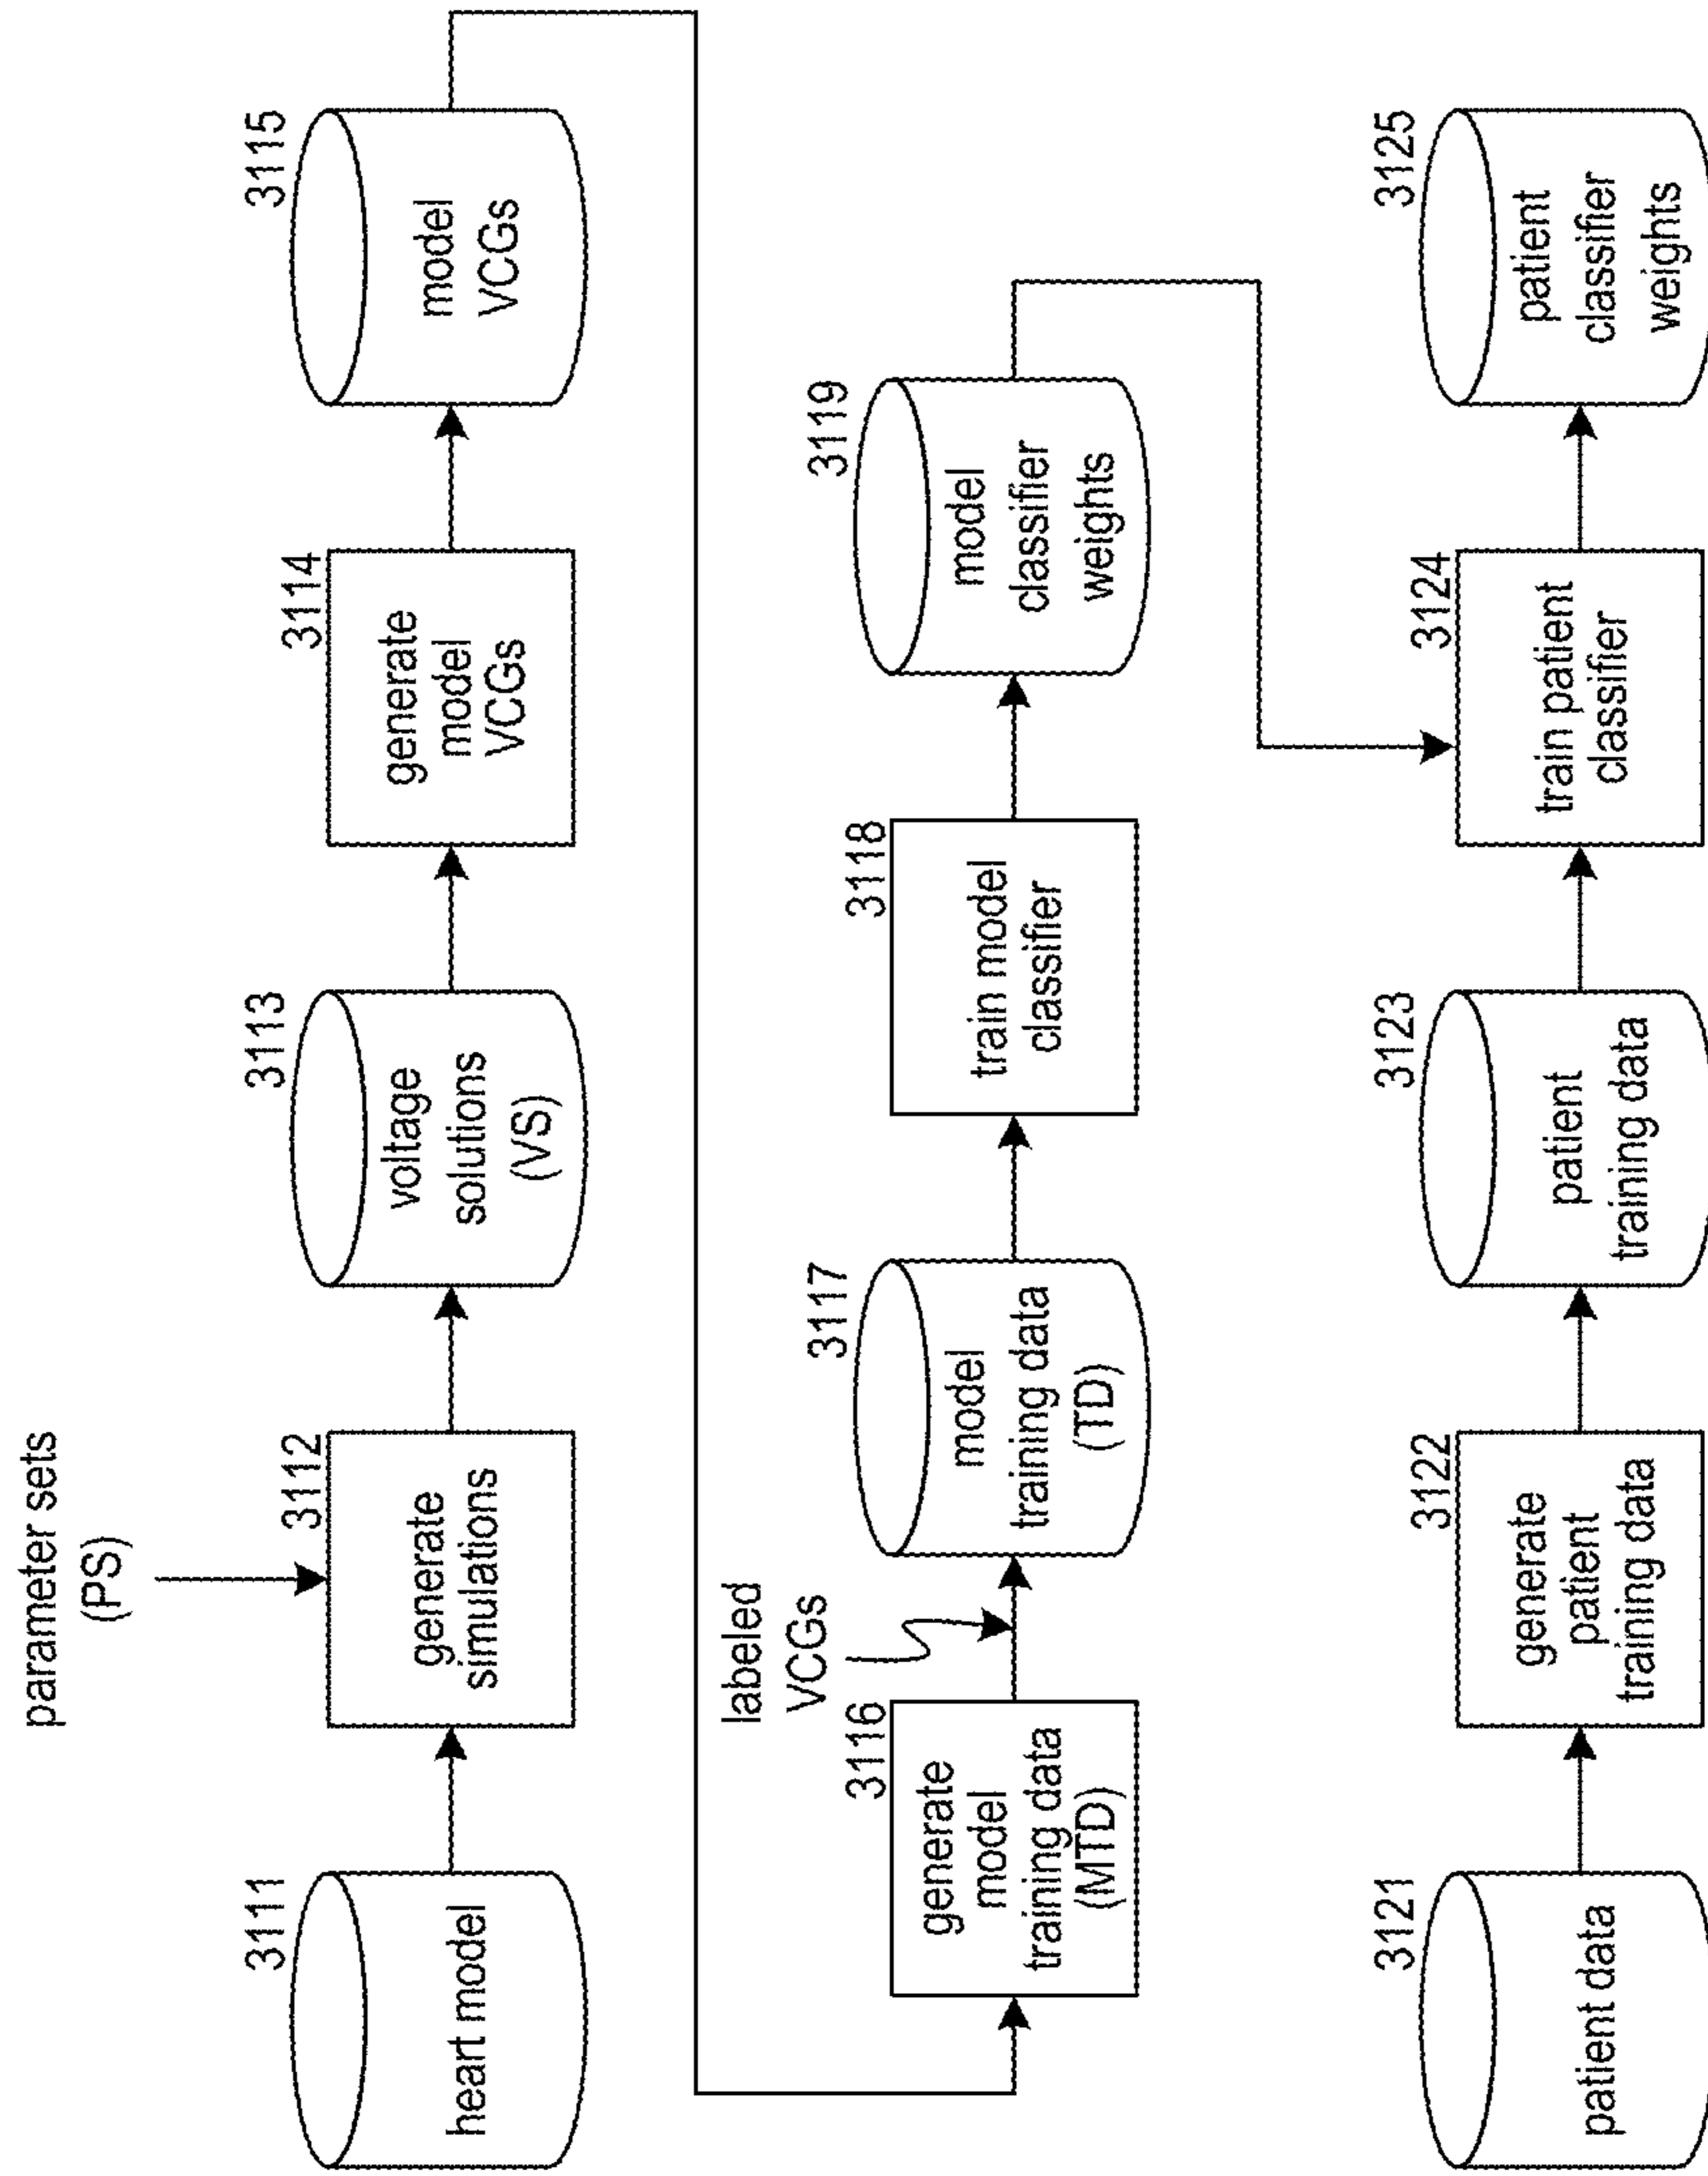 parameter sets
(PS)
3111
heart model
3112
generate
simulations
3113
voltage
solutions
(VS)
3114
generate
model
VCGs
3115
model
VCGs
3116
generate
model
training data
(MTD)
labeled
VCGs
3117
model
training data
(TD)
3118
train model
classifier
3119
model
classifier
weights
3121
patient data
3122
generate
patient
training data
3123
patient
training data
3124
train patient
classifier
3125
patient
classifier
weights